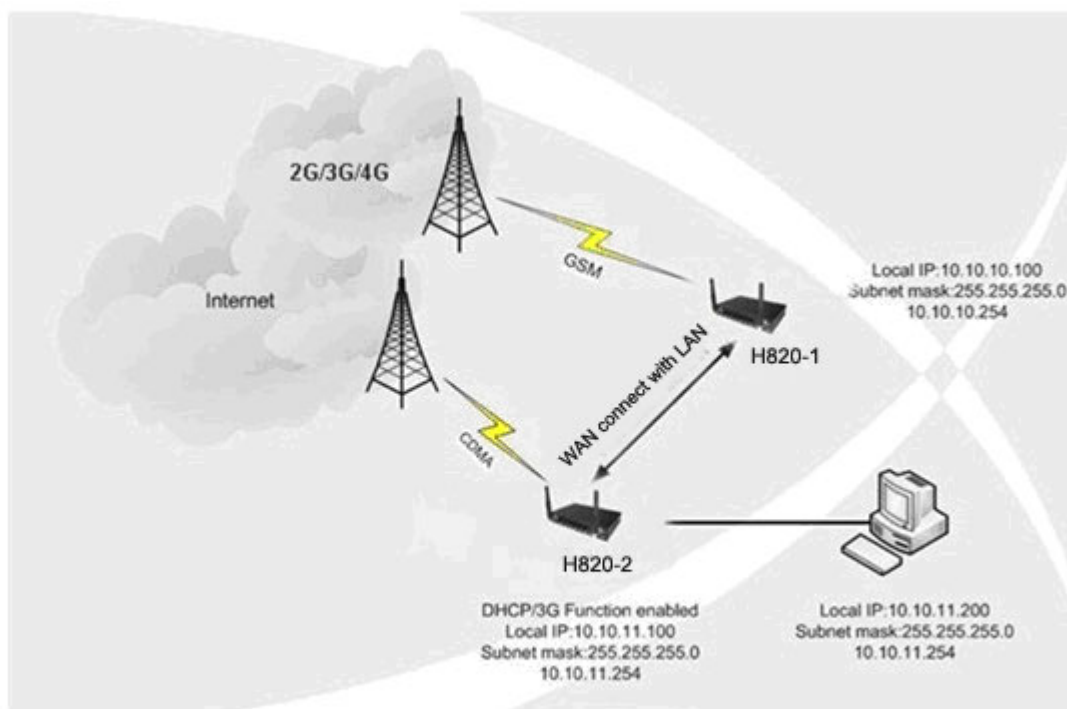 2G/3G/4G
GSM
Internet
Local IP:10.10.10.100
Subnet mask:255.255.255.0
10.10.10.254
H820-1
WAN connect with LAN
CDMA
H820-2
DHCP/3G Function enabled
Local IP:10.10.11.100
Subnet mask:255.255.255.0
10.10.11.254
Local IP:10.10.11.200
Subnet mask:255.255.255.0
10.10.11.254